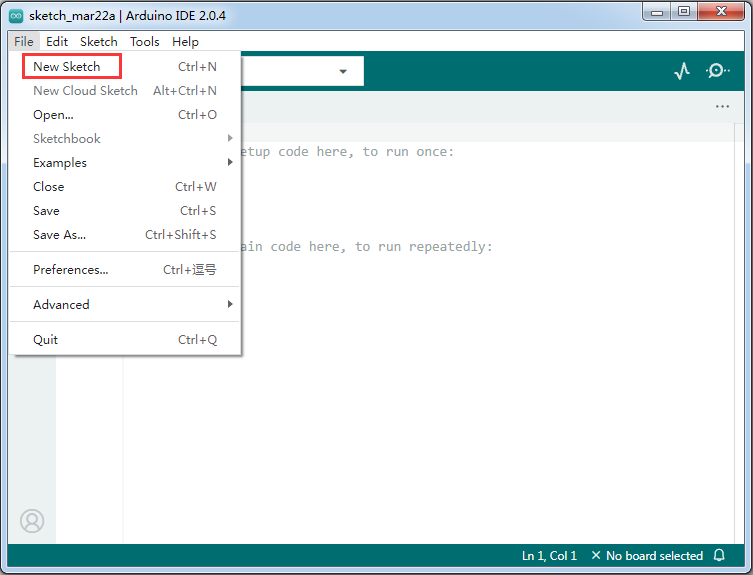 sketch_mar22a | Arduino IDE 2.0.4
File Edit Sketch Tools Help
New Sketch Ctrl+N
New Cloud Sketch Alt+Ctrl+N
Open... Ctrl+O
Sketchbook
Examples
Close Ctrl+W
Save Ctrl+S
Save As... Ctrl+Shift+S
Preferences... Ctrl+逗号
Advanced
Quit Ctrl+Q
etup code here, to run once:
ain code here, to run repeatedly:
Ln 1, Col 1 × No board selected